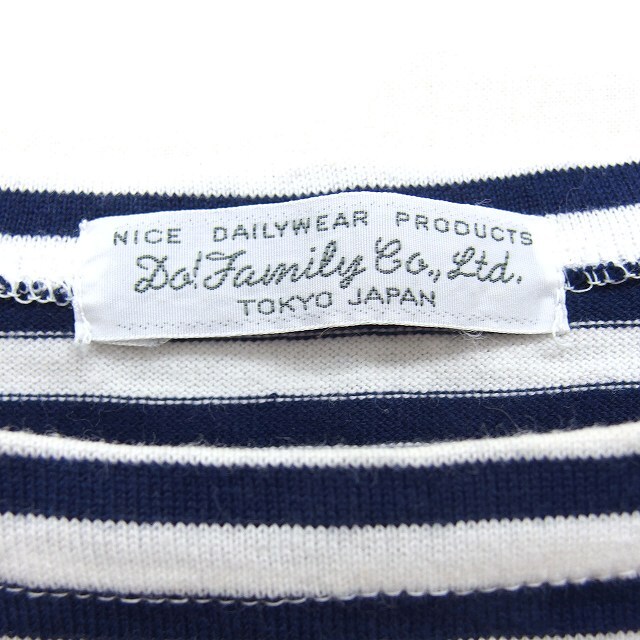 NICE DAILYWEAR PRODUCTS
Do! Family Co., Ltd.
TOKYO JAPAN